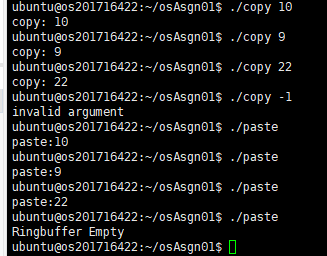 ubuntu@os201716422:~/osAsgn01$ ./copy 10
copy: 10
ubuntu@os201716422:~/osAsgn01$ ./copy 9
copy: 9
ubuntu@os201716422:~/osAsgn01$ ./copy 22
copy: 22
ubuntu@os201716422:~/osAsgn01$ ./copy -1
invalid argument
ubuntu@os201716422:~/osAsgn01$ ./paste
paste:10
ubuntu@os201716422:~/osAsgn01$ ./paste
paste:9
ubuntu@os201716422:~/osAsgn01$ ./paste
paste:22
ubuntu@os201716422:~/osAsgn01$ ./paste
Ringbuffer Empty
ubuntu@os201716422:~/osAsgn01$